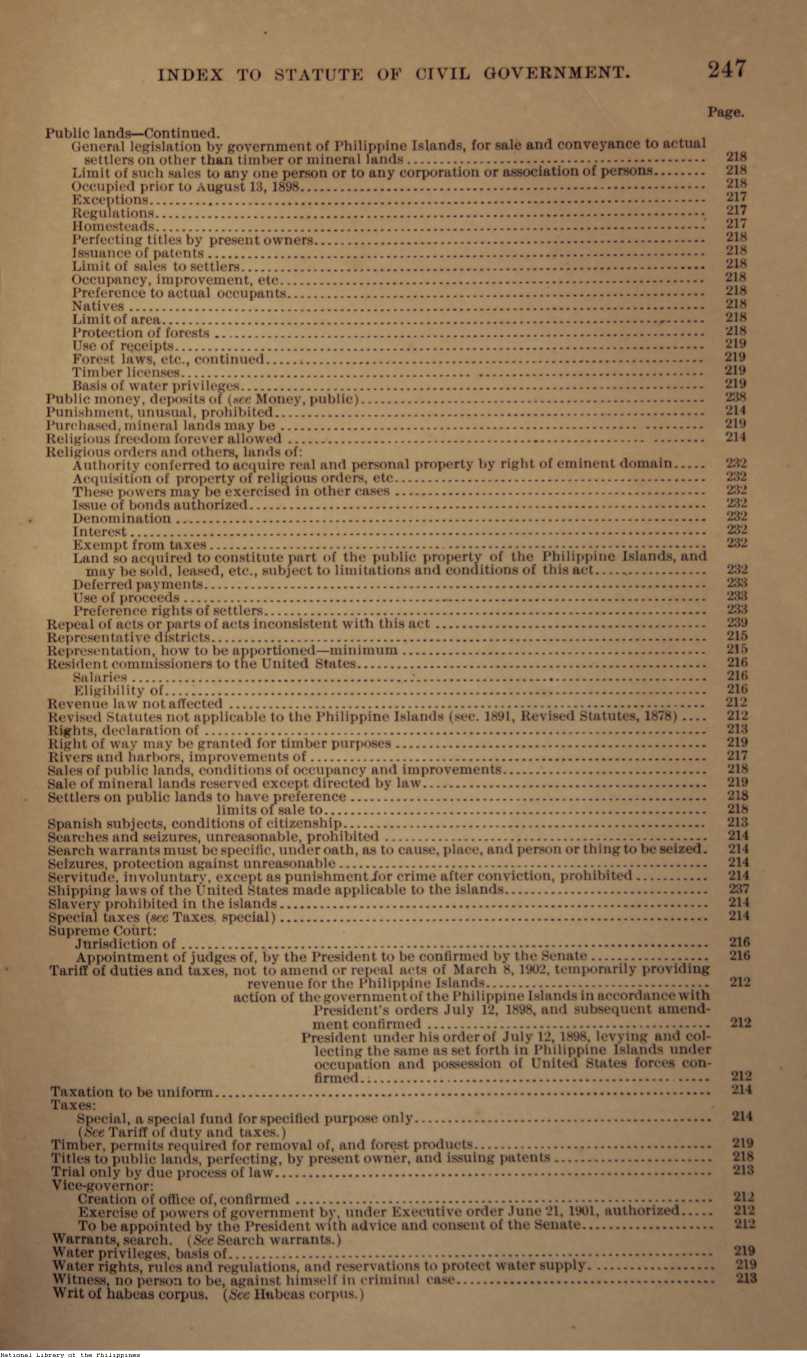 INDEX TO STATUTE OF CIVIL GOVERNMENT. 247
Page.
Public lands—Continued.
General legislation by government of Philippine Islands, for sale and conveyance to actual
settlers on other than timber or mineral lands 218
Limit of such sales to any one person or to any corporation or association of persons 218
Occupied prior to August 13, 1898 218
Exceptions 217
Regulations 217
Homesteads 217
Perfecting titles by present owners 218
Issuance of patents 218
Limit of sales to settlers 218
Occupancy, improvement, etc 218
Preference to actual occupants 218
Natives 218
Limit of area 218
Protection of forests 218
Use of receipts 219
Forest laws, etc., continued 219
Timber licenses 219
Basis of water privileges 219
Public money, deposits of (see Money, public) 238
Punishment, unusual, prohibited 214
Purchased, mineral lands may be 219
Religious freedom forever allowed 214
Religious orders and others, lands of:
Authority conferred to acquire real and personal property by right of eminent domain 232
Acquisition of property of religious orders, etc 232
These powers may be exercised in other cases 232
Issue of bonds authorized 232
Denomination 232
Interest 232
Exempt from taxes 232
Land so acquired to constitute part of the public property of the Philippine Islands, and
may be sold, leased, etc., subject to limitations and conditions of this act 232
Deferred payments 233
Use of proceeds 233
Preference rights of settlers 233
Repeal of acts or parts of acts inconsistent with this act 239
Representative districts 215
Representation, how to be apportioned—minimum 215
Resident commissioners to the United States 216
Salaries 216
Eligibility of 216
Revenue law not affected 212
Revised Statutes not applicable to the Philippine Islands (sec. 1891, Revised Statutes, 1878) 212
Rights, declaration of 213
Right of way may be granted for timber purposes 219
Rivers and harbors, improvements of 217
Sales of public lands, conditions of occupancy and improvements 218
Sale of mineral lands reserved except directed by law 219
Settlers on public lands to have preference 218
limits of sale to 218
Spanish subjects, conditions of citizenship 213
Searches and seizures, unreasonable, prohibited 214
Search warrants must be specific, under oath, as to cause, place, and person or thing to be seized. 214
Seizures, protection against unreasonable 214
Servitude, involuntary, except as punishment for crime after conviction, prohibited 214
Shipping laws of the United States made applicable to the islands 237
Slavery prohibited in the islands 214
Special taxes (see Taxes, special) 214
Supreme Court:
Jurisdiction of 216
Appointment of judges of, by the President to be confirmed by the Senate 216
Tariff of duties and taxes, not to amend or repeal acts of March 8, 1902, temporarily providing
revenue for the Philippine Islands 212
action of the government of the Philippine Islands in accordance with
President's orders July 12, 1898, and subsequent amend-
ment confirmed 212
President under his order of July 12, 1898, levying and col-
lecting the same as set forth in Philippine Islands under
occupation and possession of United States forces con-
firmed 212
Taxation to be uniform 214
Taxes:
Special, a special fund for specified purpose only 214
(See Tariff of duty and taxes.)
Timber, permits required for removal of, and forest products 219
Titles to public lands, perfecting, by present owner, and issuing patents 218
Trial only by due process of law 213
Vice-governor:
Creation of office of, confirmed 212
Exercise of powers of government by, under Executive order June 21, 1901, authorized 212
To be appointed by the President with advice and consent of the Senate 212
Warrants, search. (See Search warrants.)
Water privileges, basis of 219
Water rights, rules and regulations, and reservations to protect water supply 219
Witness, no person to be, against himself in criminal case 213
Writ of habeas corpus. (See Habeas corpus.)
National Library of the Philippines